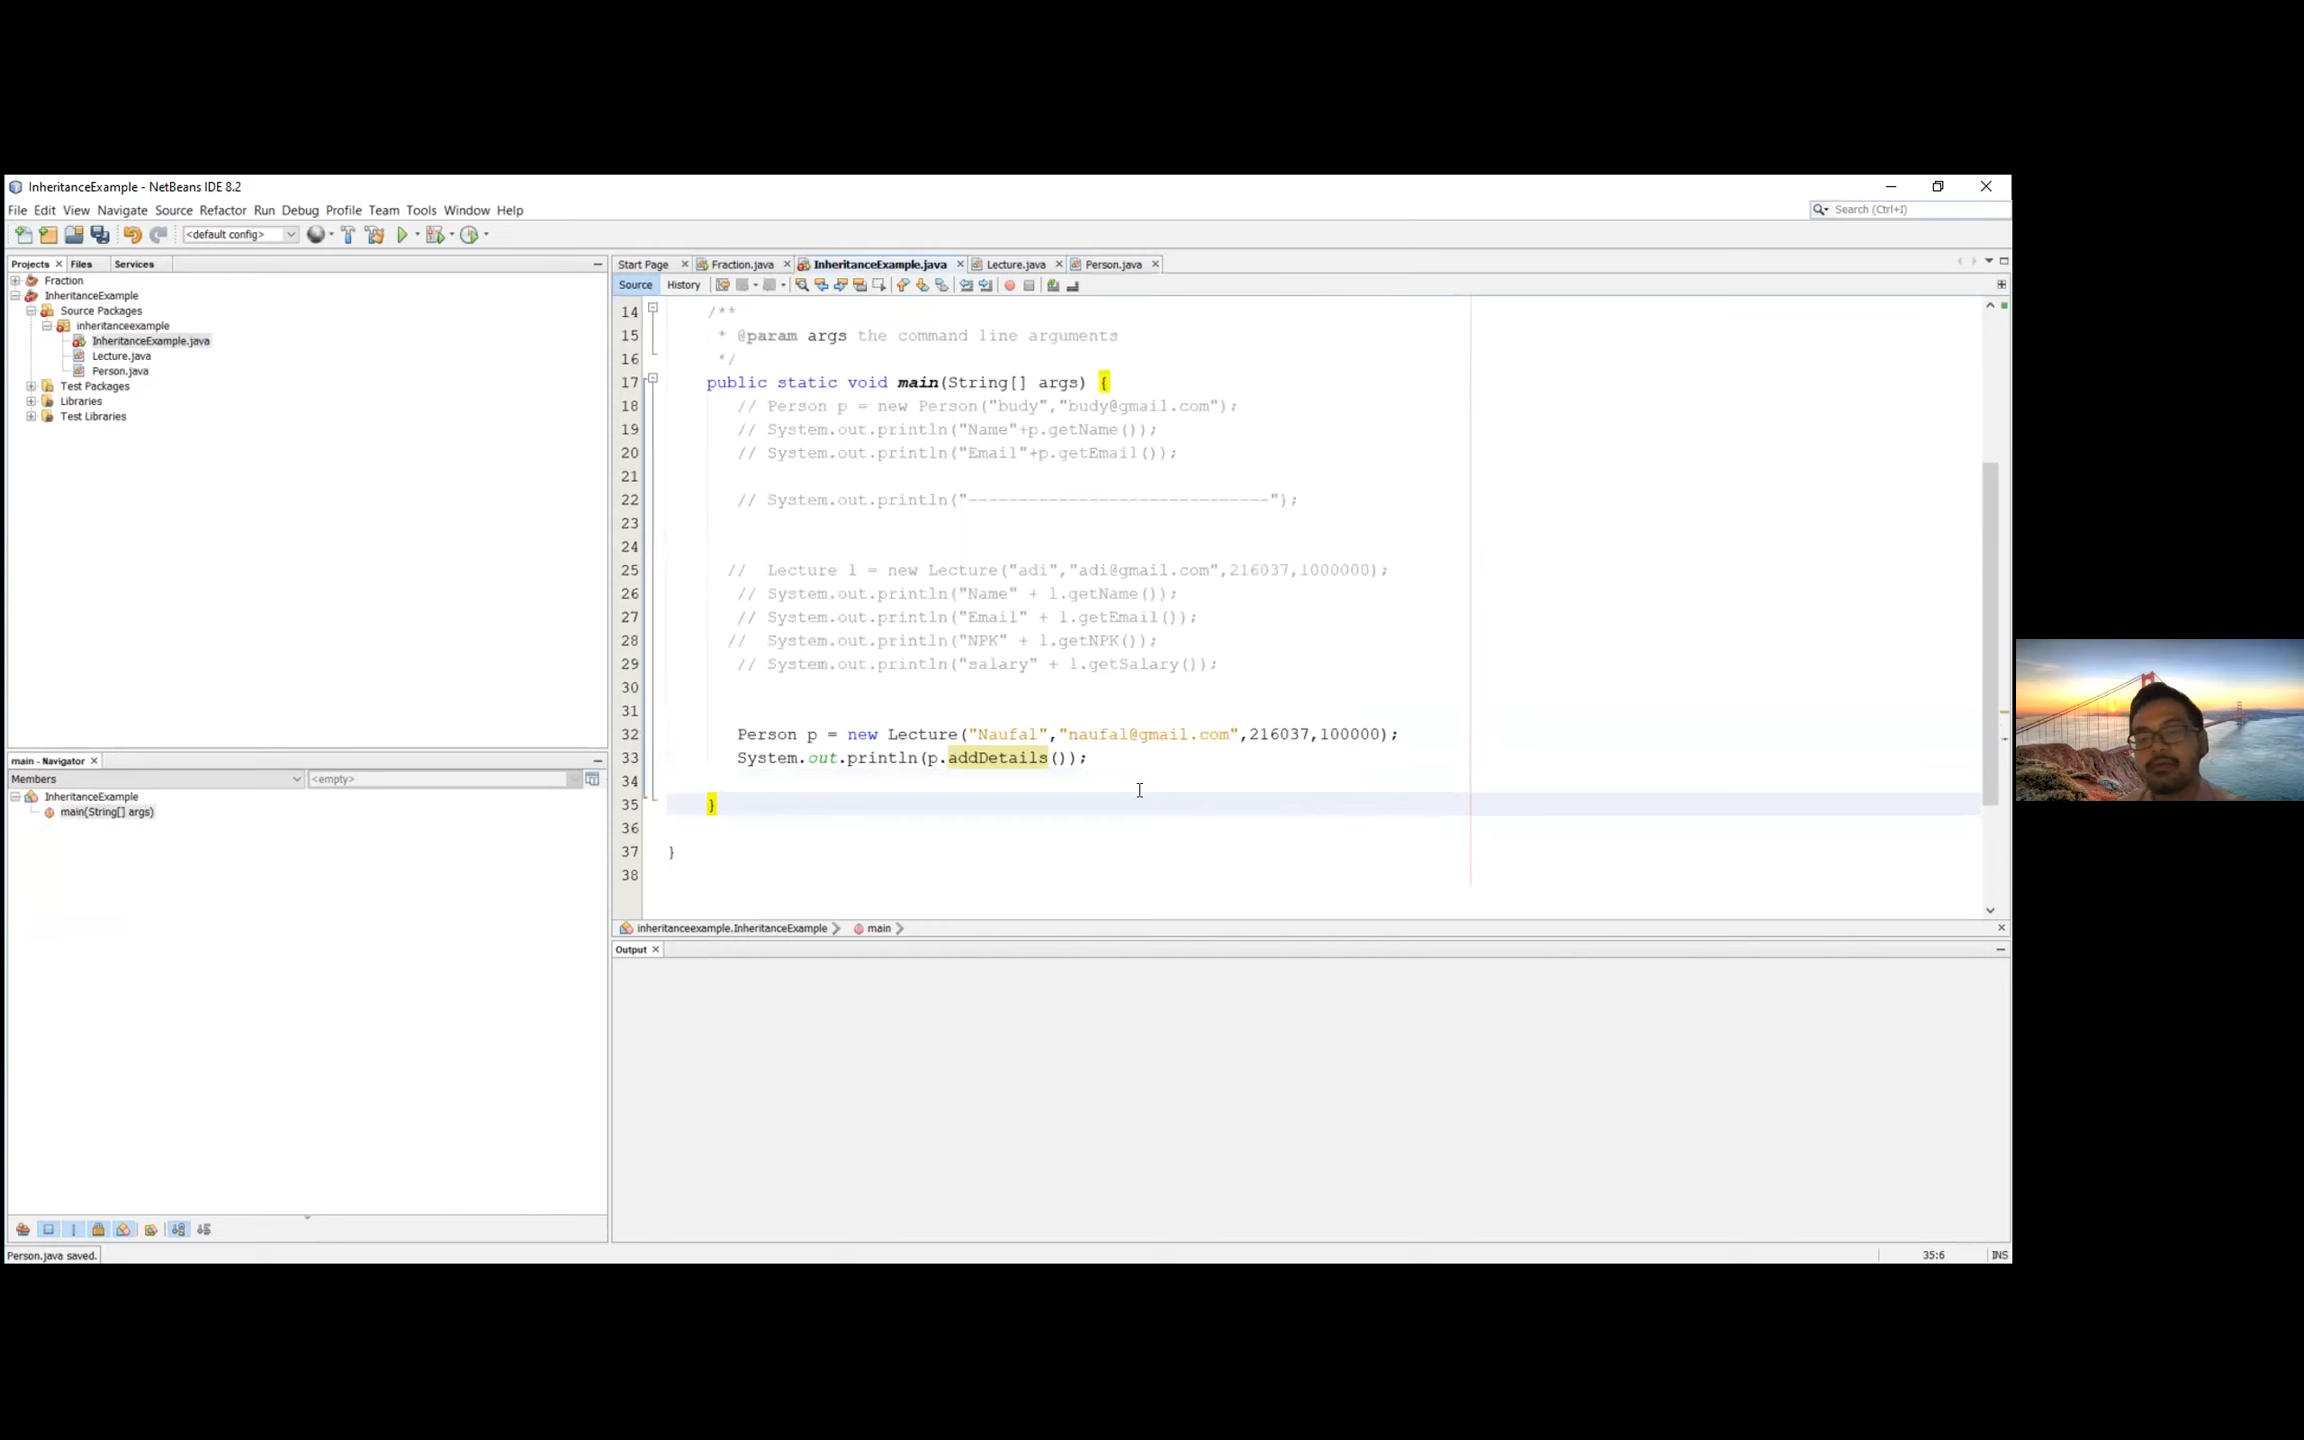 InheritanceExample - NetBeans IDE 8.2
File Edit View Navigate Source Refactor Run Debug Profile Team Tools Window Help
Search (Ctrl+I)
<default config>
Projects Files Services
Fraction
InheritanceExample
Source Packages
inheritanceexample
InheritanceExample.java
Lecture.java
Person.java
Test Packages
Libraries
Test Libraries
main - Navigator
Members <empty>
InheritanceExample
main(String[] args)
Person.java saved.
Start Page Fraction.java InheritanceExample.java Lecture.java Person.java
Source History
14 /**
15 * @param args the command line arguments
16 */
17 public static void main(String[] args) {
18 // Person p = new Person("budy","budy@gmail.com");
19 // System.out.println("Name"+p.getName());
20 // System.out.println("Email"+p.getEmail());
21
22 // System.out.println("------------------------------");
23
24
25 // Lecture l = new Lecture("adi","adi@gmail.com",216037,1000000);
26 // System.out.println("Name" + l.getName());
27 // System.out.println("Email" + l.getEmail());
28 // System.out.println("NPK" + l.getNPK());
29 // System.out.println("salary" + l.getSalary());
30
31
32 Person p = new Lecture("Naufal","naufal@gmail.com",216037,100000);
33 System.out.println(p.addDetails());
34
35 }
36
37 }
38
inheritanceexample.InheritanceExample main
Output
35:6 INS